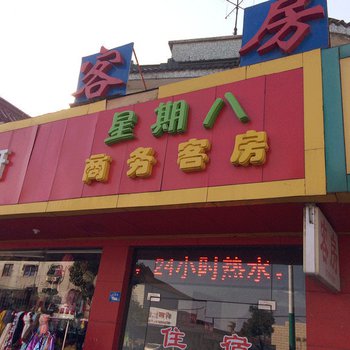 客房
星期八
商务客房
24小时热水
住宿